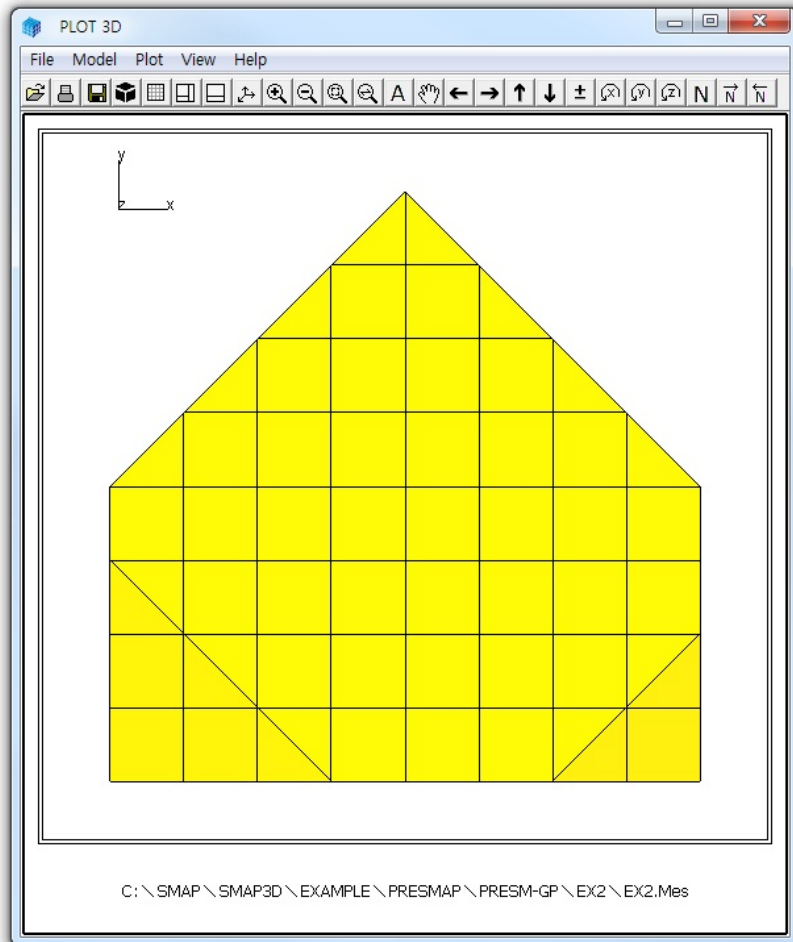 PLOT 3D
File Model Plot View Help
A ± x y z N N N
y
z x
C:\SMAP\SMAP3D\EXAMPLE\PRESMAP\PRESM-GP\EX2\EX2.Mes